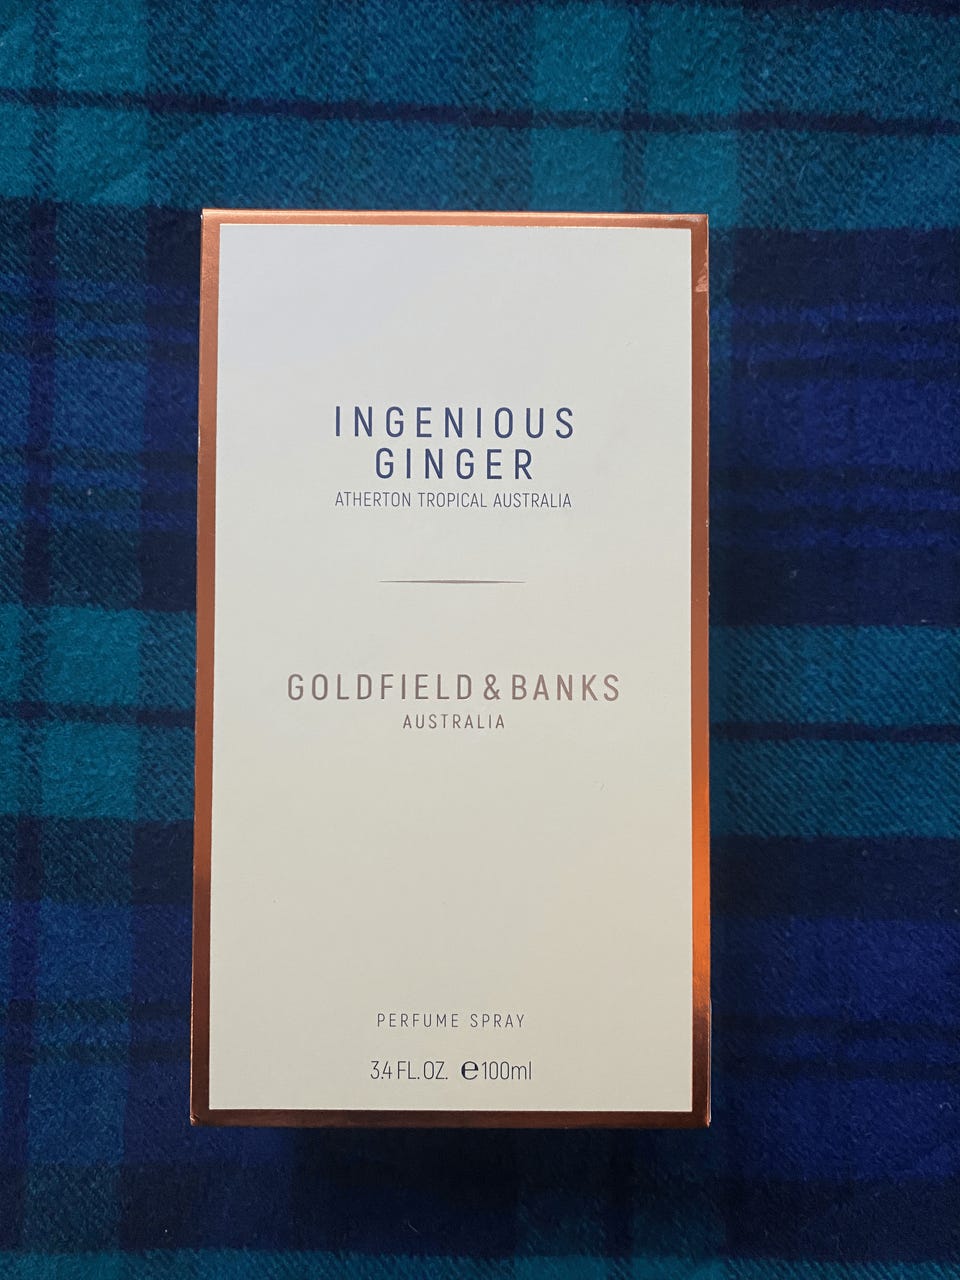 INGENIOUS
GINGER
ATHERTON TROPICAL AUSTRALIA
GOLDFIELD & BANKS
AUSTRALIA
PERFUME SPRAY
3.4 FL. OZ. ℮100ml